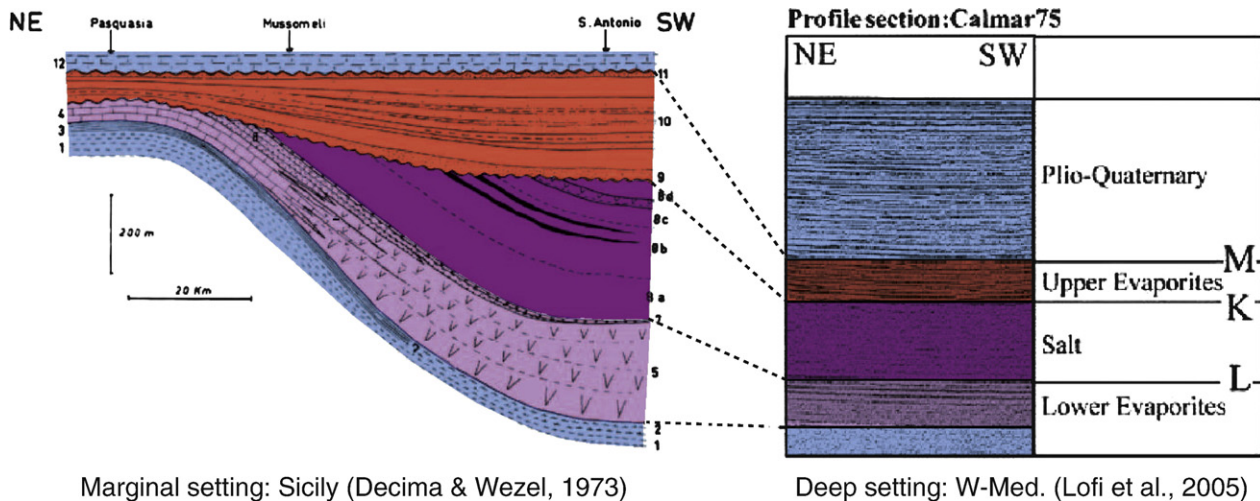 NE
Pasquasia
Mussomeli
S. Antonio
SW
12
4
3
1
6
?
11
10
9
8d
8c
8b
8a
7
5
2
1
200 m
20 Km
Profile section:Calmar75
NE SW
Plio-Quaternary
M
Upper Evaporites
K
Salt
L
Lower Evaporites
Marginal setting: Sicily (Decima & Wezel, 1973)
Deep setting: W-Med. (Lofi et al., 2005)